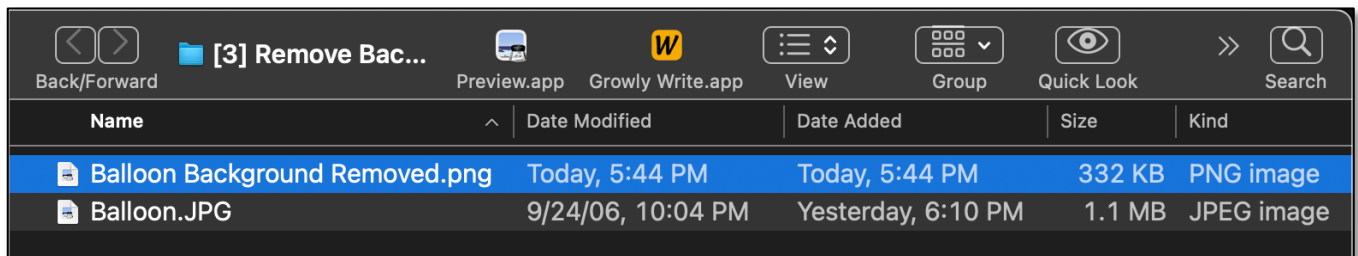 [3] Remove Bac...
Back/Forward Preview.app Growly Write.app View Group Quick Look Search
Name Date Modified Date Added Size Kind
Balloon Background Removed.png Today, 5:44 PM Today, 5:44 PM 332 KB PNG image
Balloon.JPG 9/24/06, 10:04 PM Yesterday, 6:10 PM 1.1 MB JPEG image